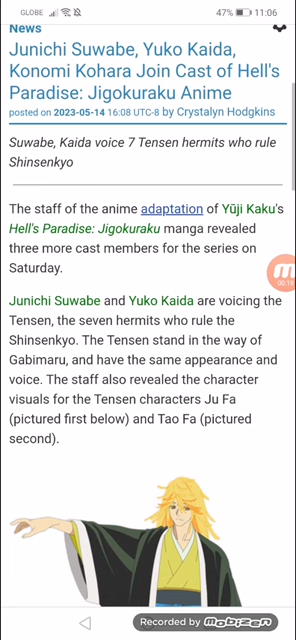 GLOBE 47% 11:06
News
Junichi Suwabe, Yuko Kaida,
Konomi Kohara Join Cast of Hell's
Paradise: Jigokuraku Anime
posted on 2023-05-14 16:08 UTC-8 by Crystalyn Hodgkins
Suwabe, Kaida voice 7 Tensen hermits who rule
Shinsenkyo
The staff of the anime adaptation of Yūji Kaku's
Hell's Paradise: Jigokuraku manga revealed
three more cast members for the series on
Saturday.
00:19
Junichi Suwabe and Yuko Kaida are voicing the
Tensen, the seven hermits who rule the
Shinsenkyo. The Tensen stand in the way of
Gabimaru, and have the same appearance and
voice. The staff also revealed the character
visuals for the Tensen characters Ju Fa
(pictured first below) and Tao Fa (pictured
second).
Recorded by mobizen